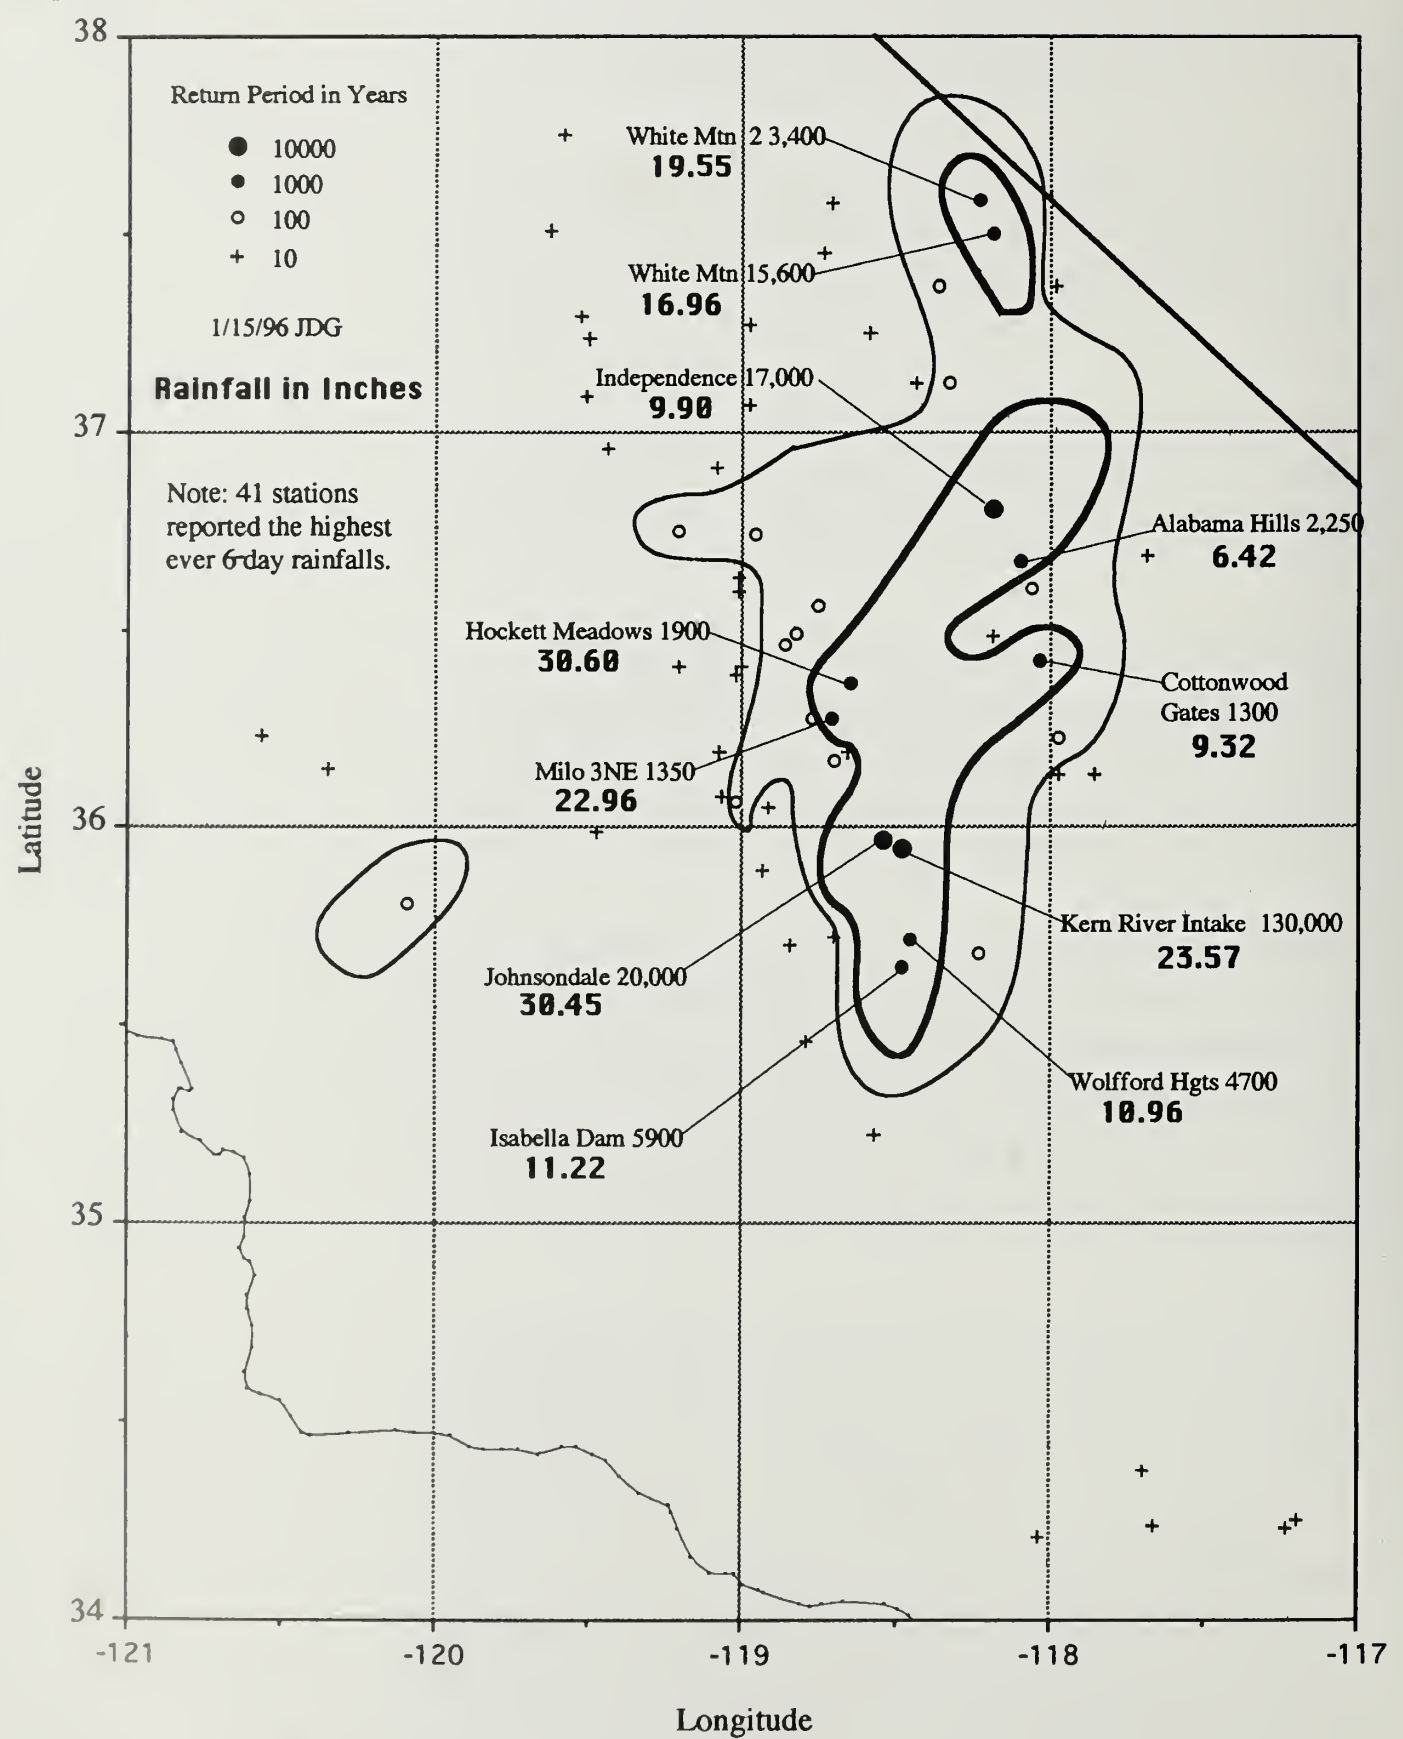 38
Return Period in Years
10000
1000
100
10
1/15/96 JDG
Rainfall in Inches
White Mtn 2 3,400
19.55
White Mtn 15,600
16.96
Independence 17,000
9.90
37
Note: 41 stations
reported the highest
ever 6-day rainfalls.
Alabama Hills 2,250
6.42
Hockett Meadows 1900
30.60
Cottonwood
Gates 1300
9.32
Milo 3NE 1350
22.96
Latitude
36
Kern River Intake 130,000
23.57
Johnsondale 20,000
30.45
Wolfford Hgts 4700
10.96
Isabella Dam 5900
11.22
35
34
-121 -120 -119 -118 -117
Longitude